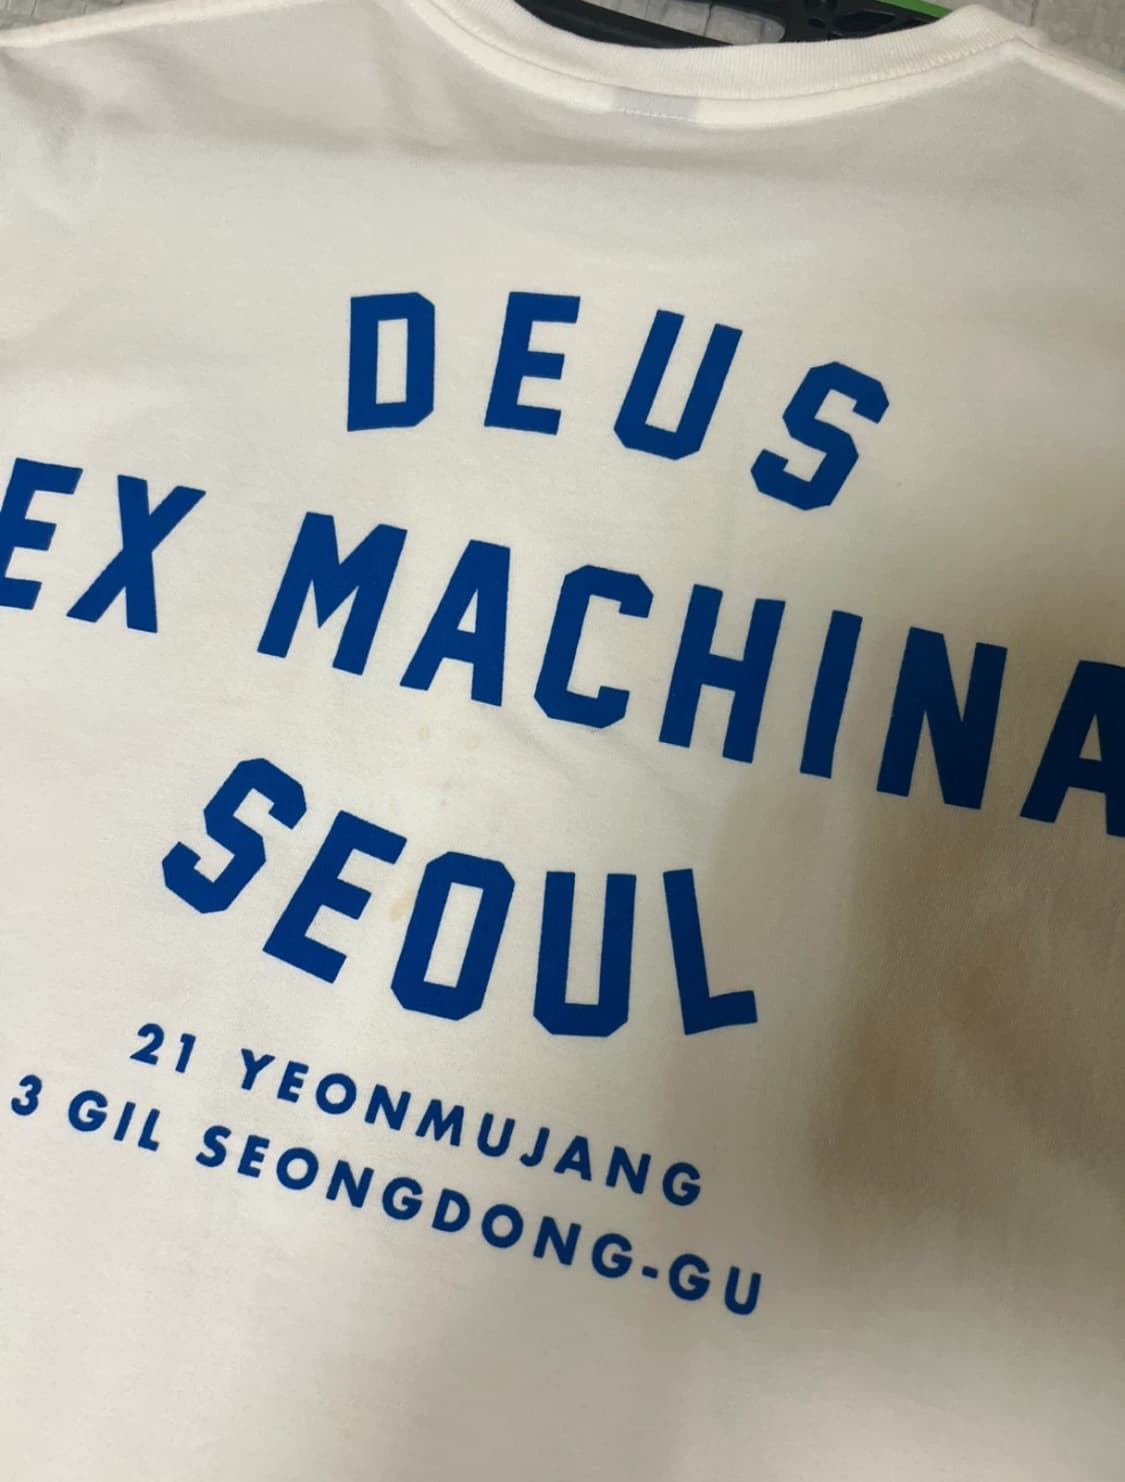 DEUS
EX MACHINA
SEOUL
21 YEONMUJANG
3 GIL SEONGDONG-GU